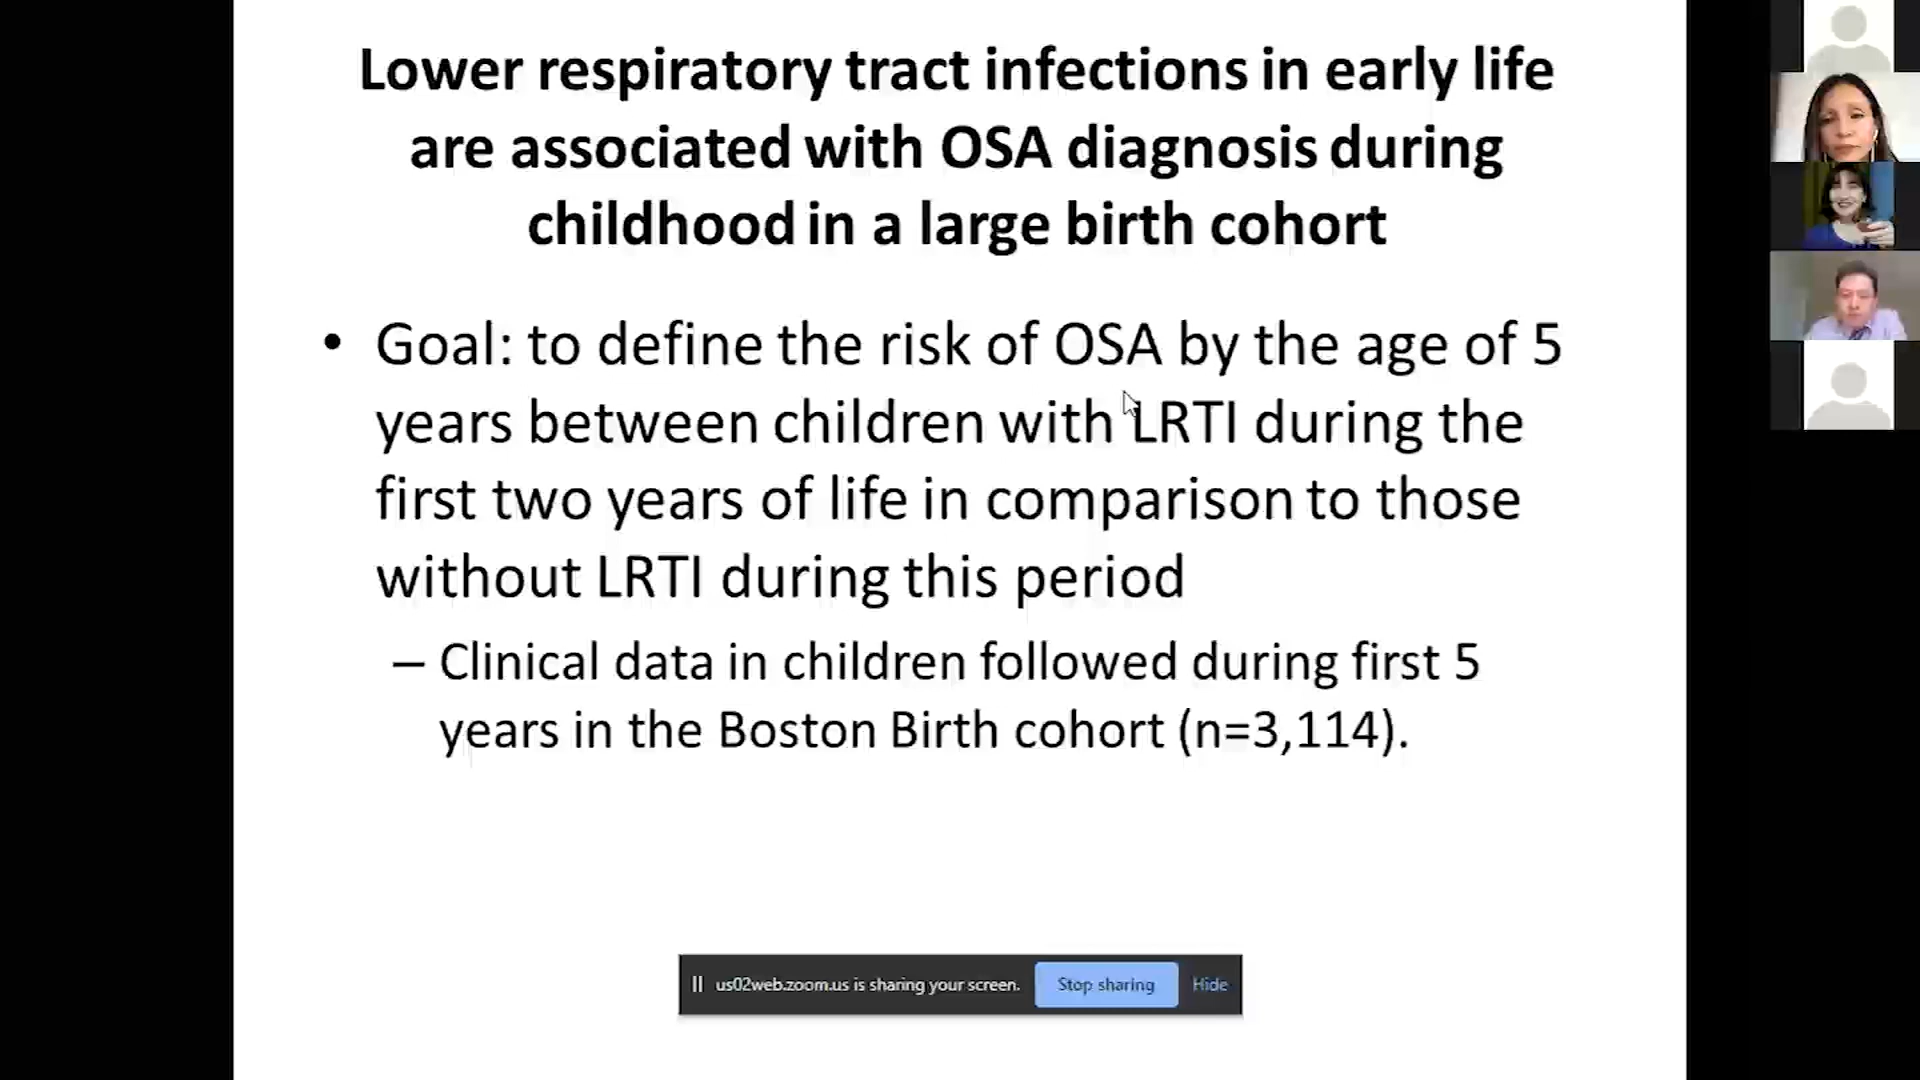 Lower respiratory tract infections in early life
are associated with OSA diagnosis during
childhood in a large birth cohort
• Goal: to define the risk of OSA by the age of 5
years between children with LRTI during the
first two years of life in comparison to those
without LRTI during this period
– Clinical data in children followed during first 5
years in the Boston Birth cohort (n=3,114).
us02web.zoom.us is sharing your screen. Stop sharing Hide